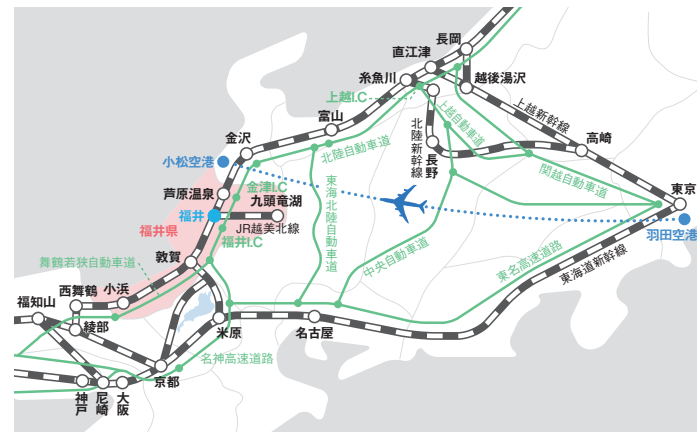 長岡
直江津
糸魚川
越後湯沢
上越I.C
富山
上越自動車道
上越新幹線
金沢
北陸自動車道
北陸新幹線
高崎
小松空港
長野
関越自動車道
芦原温泉
金津I.C
九頭竜湖
東京
福井
JR越美北線
羽田空港
福井県
福井I.C
東海北陸自動車道
中央自動車道
東名高速道路
東海道新幹線
舞鶴若狭自動車道
敦賀
西舞鶴
小浜
福知山
綾部
米原
名古屋
名神高速道路
京都
神戸
尼崎
大阪